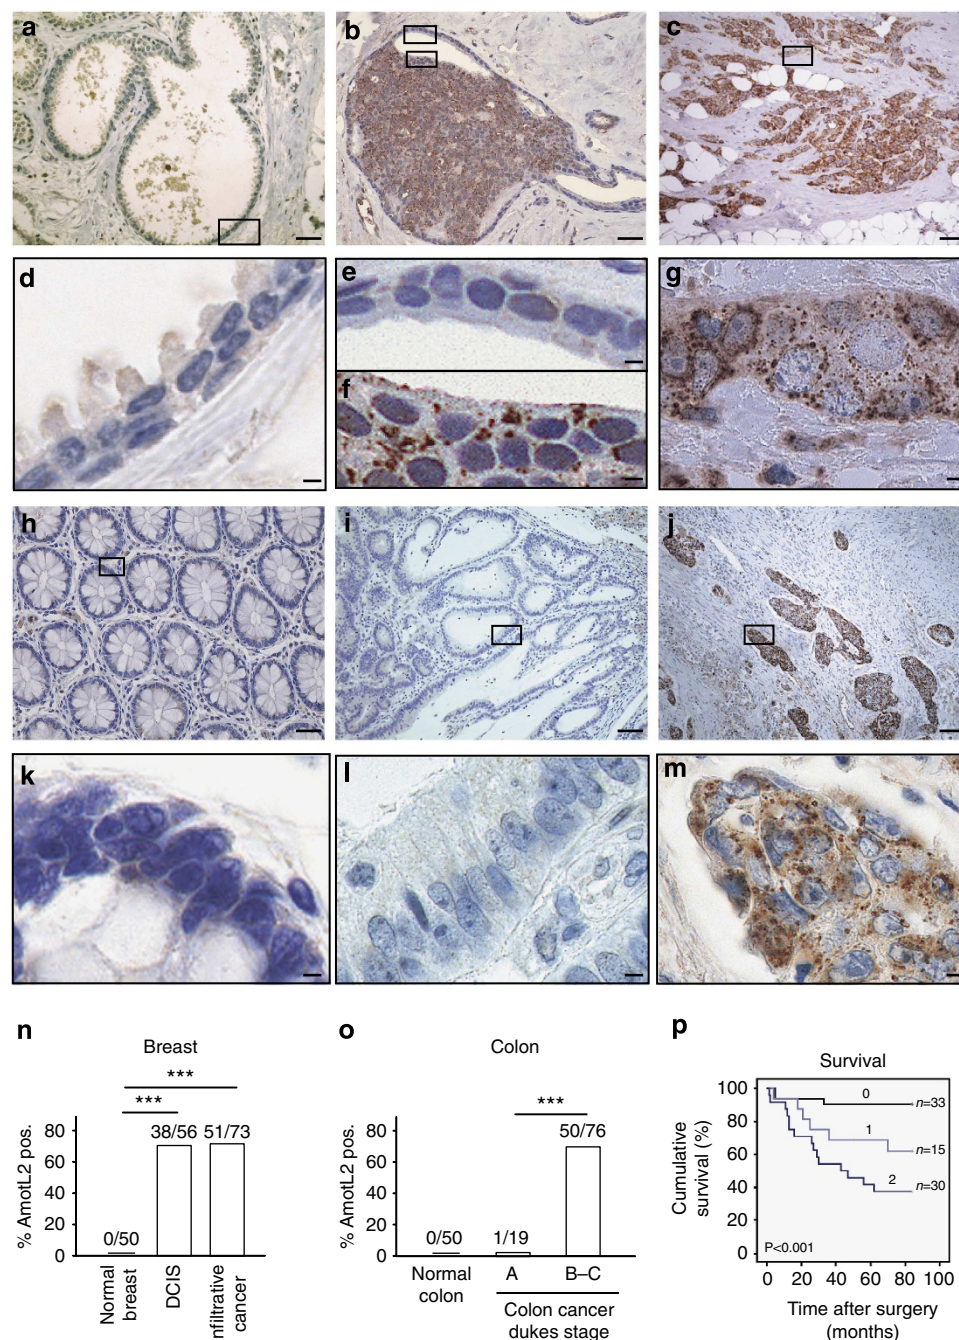 a
b
c
d
e
f
g
h
i
j
k
l
m
n
Breast
***
***
38/56
51/73
0/50
% AmotL2 pos.
80
60
40
20
0
Normal breast
DCIS
nfiltrative cancer
o
Colon
***
50/76
0/50
1/19
% AmotL2 pos.
80
60
40
20
0
Normal colon
A
B–C
Colon cancer
dukes stage
p
Survival
Cumulative survival (%)
100
80
60
40
20
0
0
n=33
1
n=15
2
n=30
P<0.001
0 20 40 60 80 100
Time after surgery
(months)